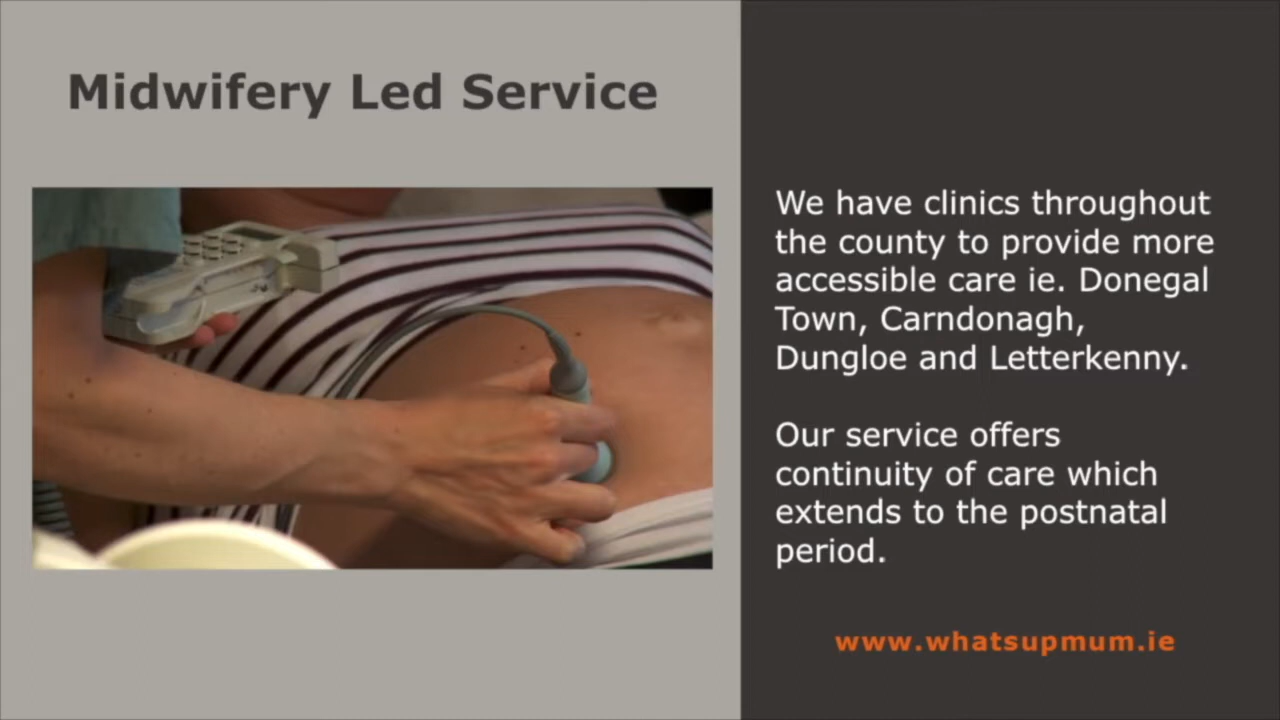 Midwifery Led Service
We have clinics throughout
the county to provide more
accessible care ie. Donegal
Town, Carndonagh,
Dungloe and Letterkenny.
Our service offers
continuity of care which
extends to the postnatal
period.
www.whatsupmum.ie